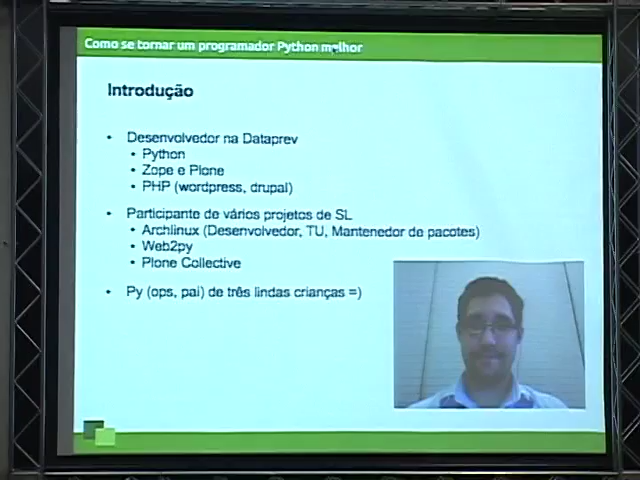 Como se tornar um programador Python melhor
Introdução
• Desenvolvedor na Dataprev
• Python
• Zope e Plone
• PHP (wordpress, drupal)
• Participante de vários projetos de SL
• Archlinux (Desenvolvedor, TU, Mantenedor de pacotes)
• Web2py
• Plone Collective
• Py (ops, pai) de três lindas crianças =)